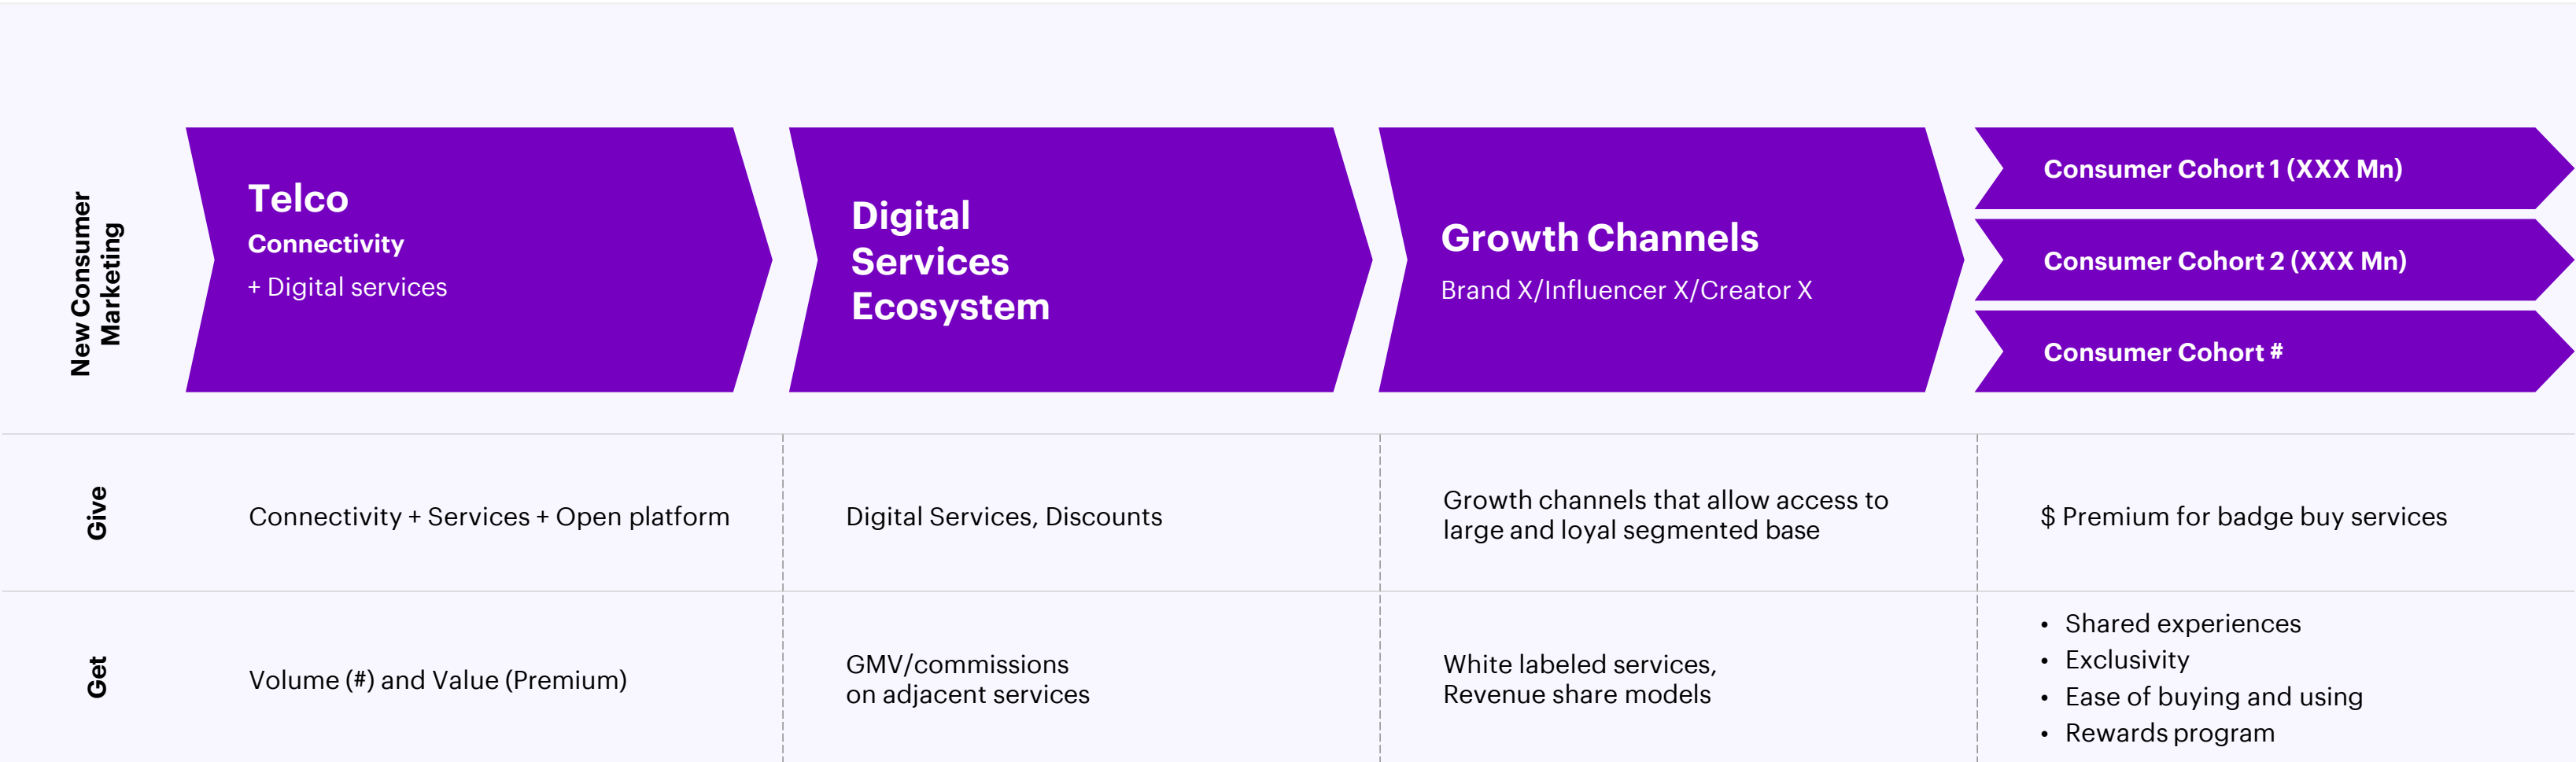 New Consumer
Marketing
Telco
Connectivity
+ Digital services
Digital
Services
Ecosystem
Growth Channels
Brand X/Influencer X/Creator X
Consumer Cohort 1 (XXX Mn)
Consumer Cohort 2 (XXX Mn)
Consumer Cohort #
Give
Connectivity + Services + Open platform
Digital Services, Discounts
Growth channels that allow access to
large and loyal segmented base
$ Premium for badge buy services
Get
Volume (#) and Value (Premium)
GMV/commissions
on adjacent services
White labeled services,
Revenue share models
• Shared experiences
• Exclusivity
• Ease of buying and using
• Rewards program